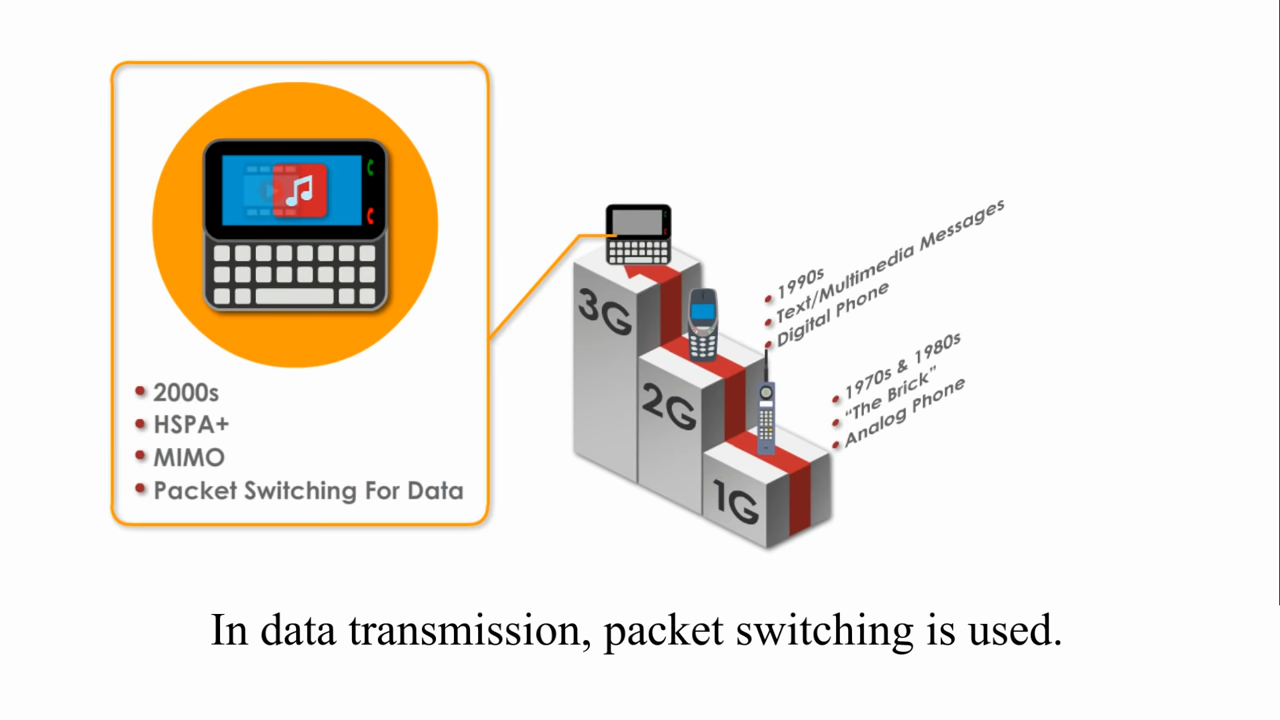 2000s
HSPA+
MIMO
Packet Switching For Data
3G
2G
1G
1990s
Text/Multimedia Messages
Digital Phone
1970s & 1980s
“The Brick”
Analog Phone
In data transmission, packet switching is used.